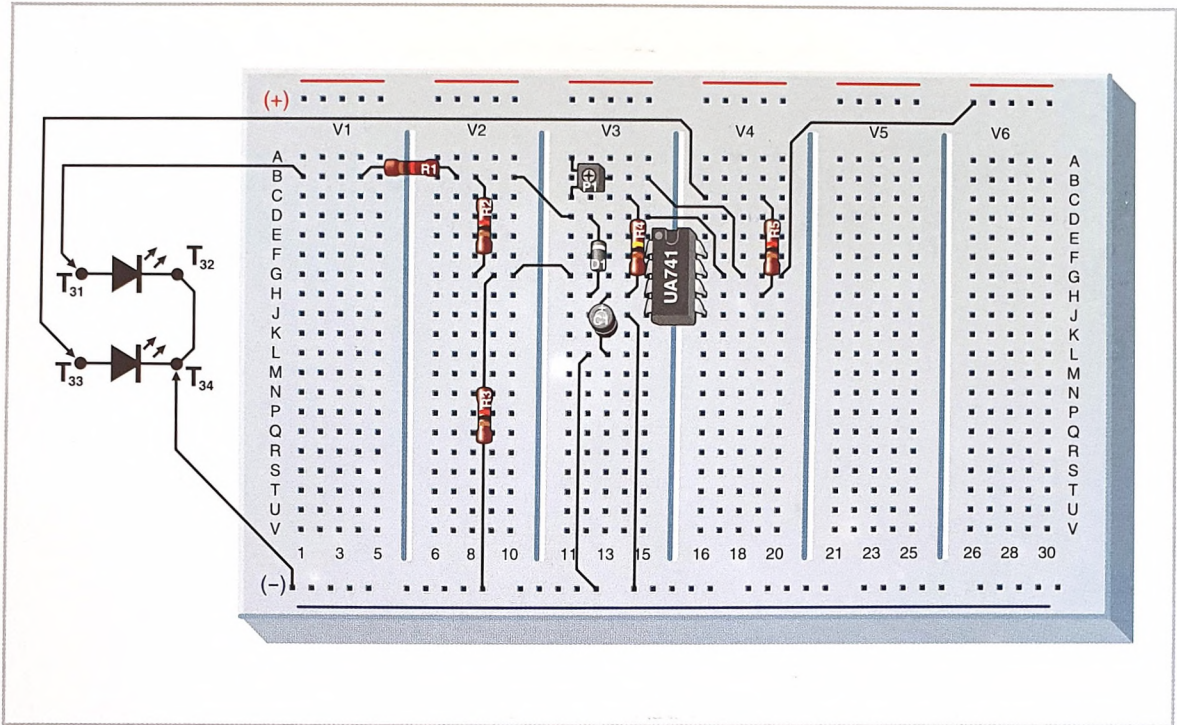 (+)
V1 V2 V3 V4 V5 V6
A A
B R1 B
C P1 C
D R2 D
E R4 R5 E
F D1 F
G UA741 G
H H
J J
K K
L L
M M
N R3 N
P P
Q Q
R R
S S
T T
U U
V V
1 3 5 6 8 10 11 13 15 16 18 20 21 23 25 26 28 30
(-)
T31 T32
T33 T34